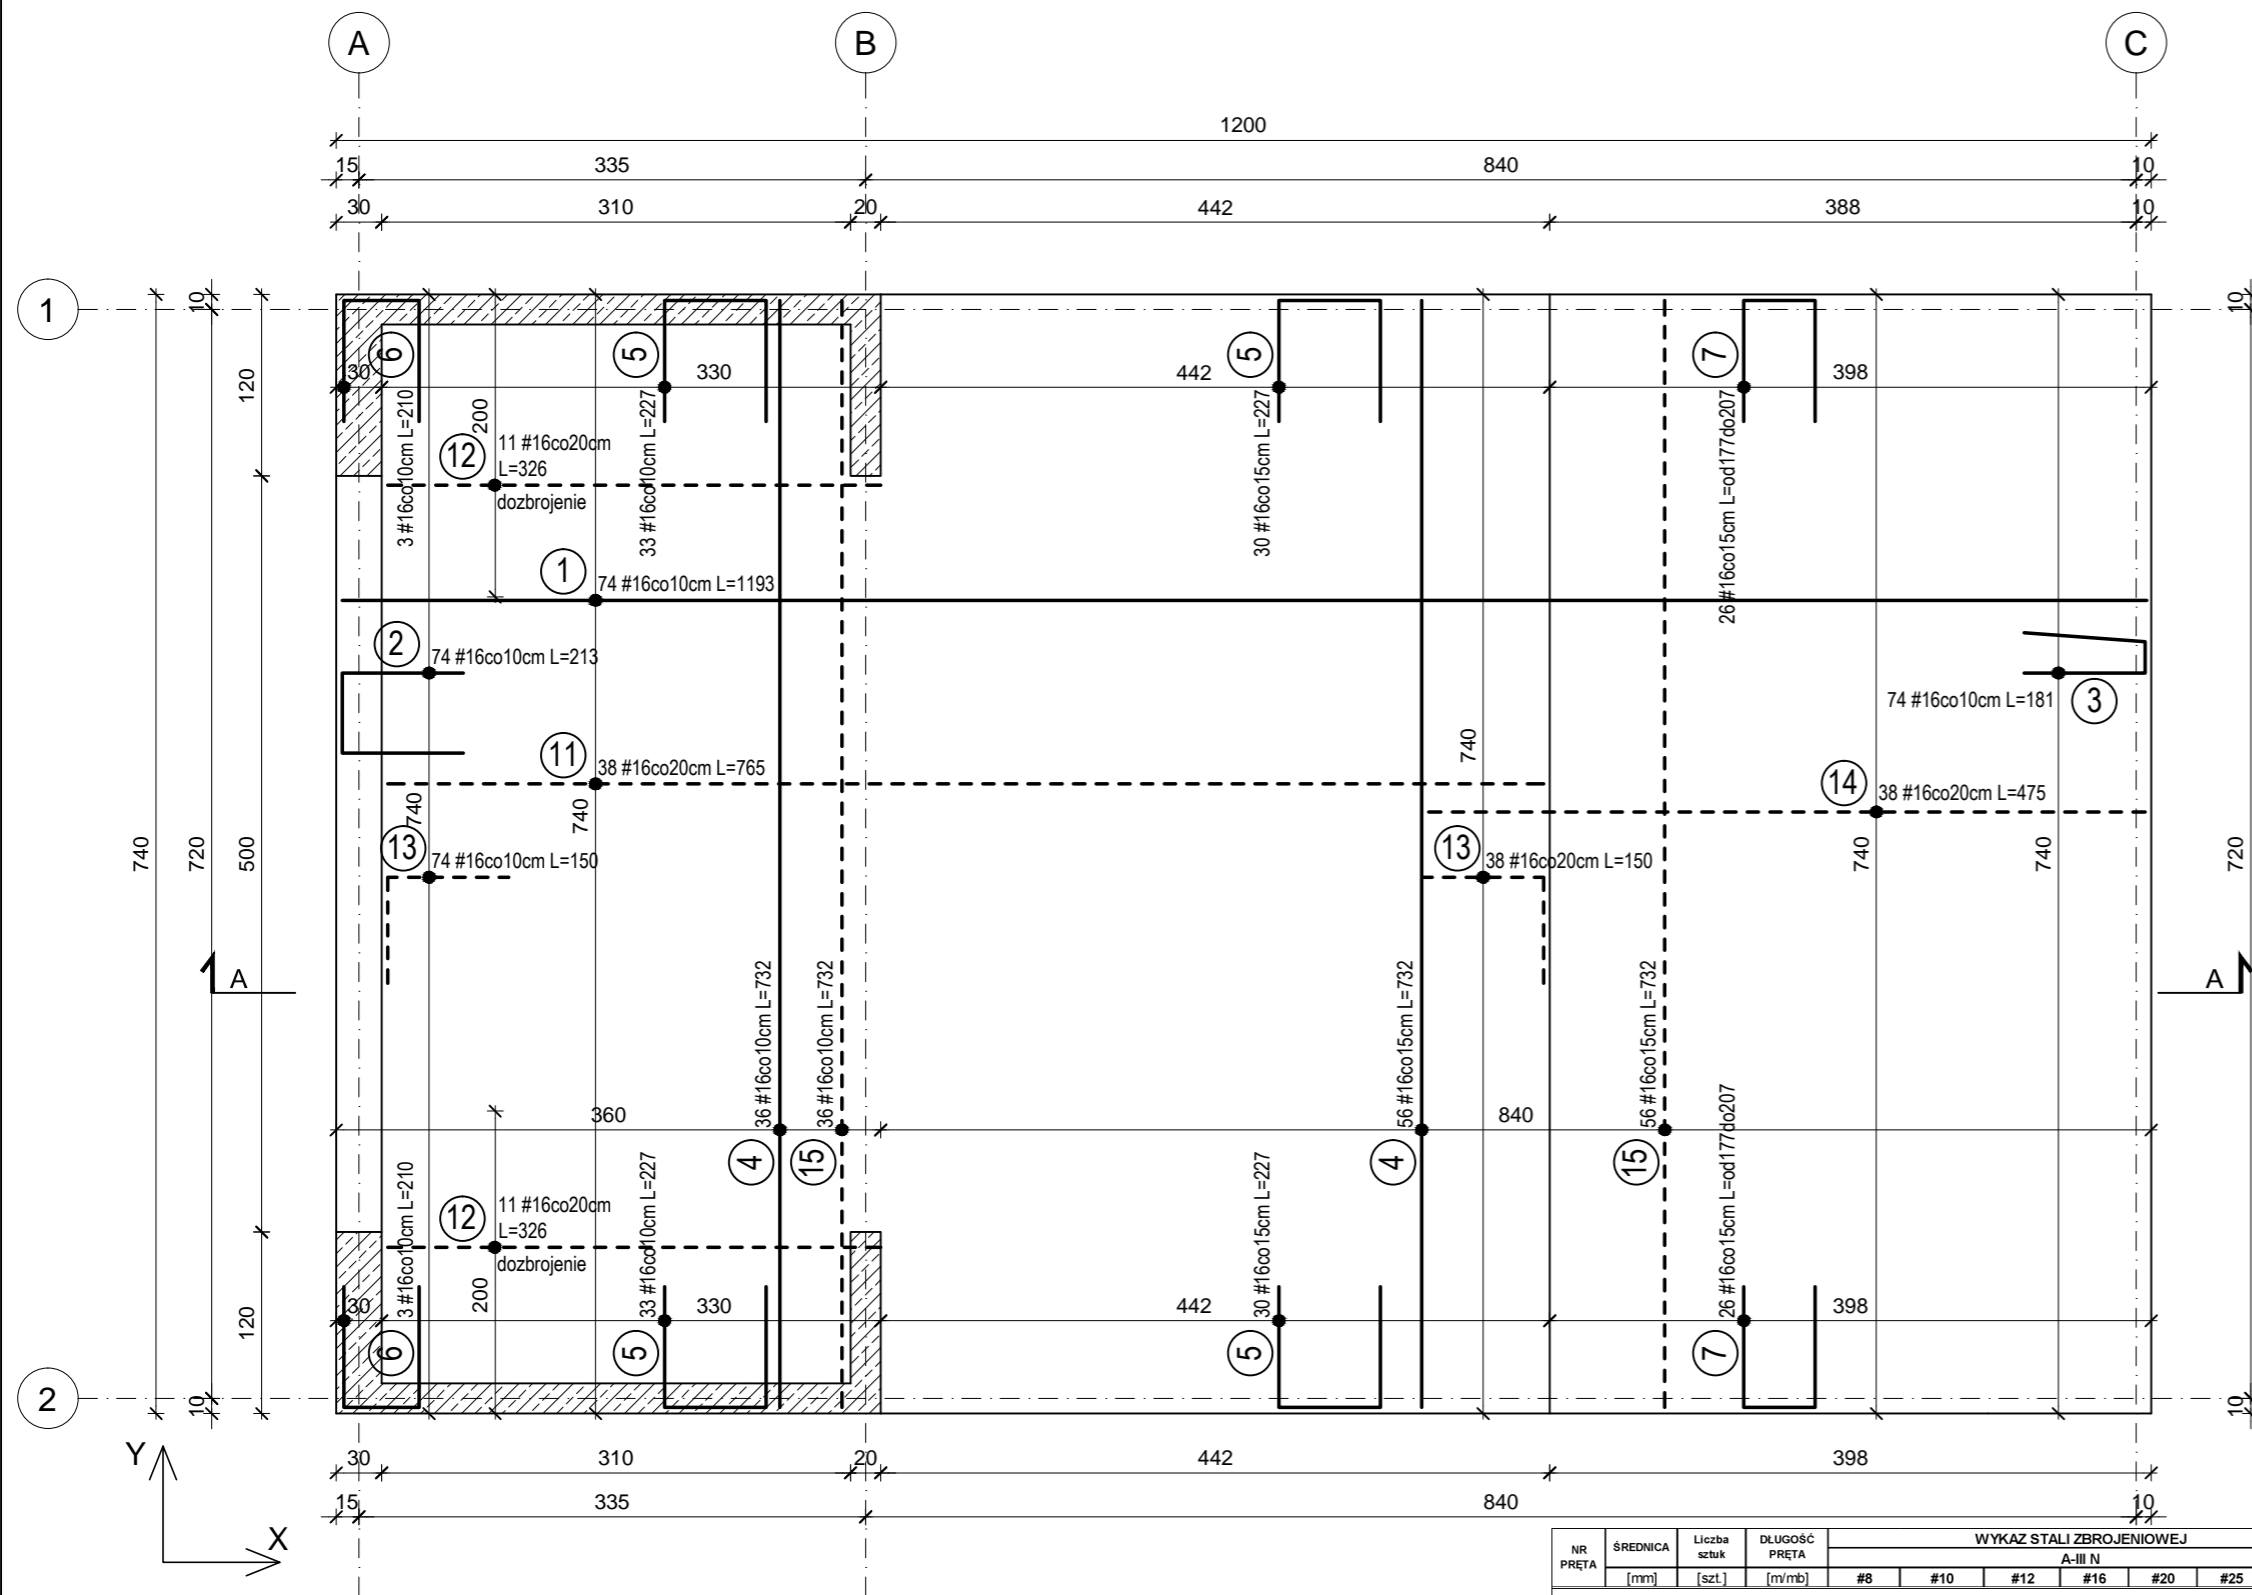 A
B
C
1200
15
335
840
10
30
310
20
442
388
10
1
10
10
120
6
5
5
7
30
330
442
398
200
3 #16co10cm L=210
33 #16co10cm L=227
30 #16co15cm L=227
26 #16co15cm L=od177do207
12
11 #16co20cm
L=326
dozbrojenie
1
74 #16co10cm L=1193
2
74 #16co10cm L=213
74 #16co10cm L=181
3
11
38 #16co20cm L=765
740
14
38 #16co20cm L=475
740
740
740
720
500
13
74 #16co10cm L=150
13
38 #16co20cm L=150
740
740
720
A
A
36 #16co10cm L=732
36 #16co10cm L=732
56 #16co15cm L=732
56 #16co15cm L=732
360
840
4
15
4
15
3 #16co10cm L=210
33 #16co10cm L=227
30 #16co15cm L=227
26 #16co15cm L=od177do207
12
11 #16co20cm
L=326
dozbrojenie
200
120
30
330
442
398
6
5
5
7
2
10
10
Y
X
30
310
20
442
398
15
335
840
10
NR PRĘTA
ŚREDNICA
Liczba sztuk
DŁUGOŚĆ PRĘTA
WYKAZ STALI ZBROJENIOWEJ
A-III N
[mm]
[szt.]
[m/mb]
#8
#10
#12
#16
#20
#25